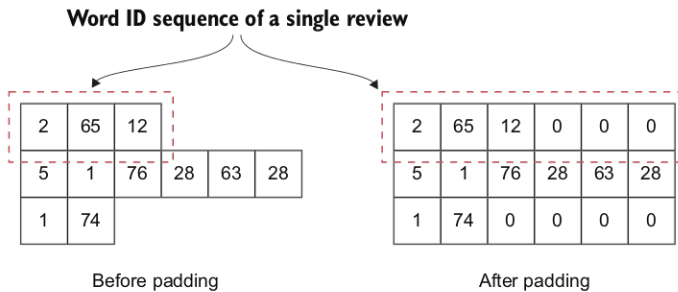 Word ID sequence of a single review
2 65 12
5 1 76 28 63 28
1 74
Before padding
2 65 12 0 0 0
5 1 76 28 63 28
1 74 0 0 0 0
After padding